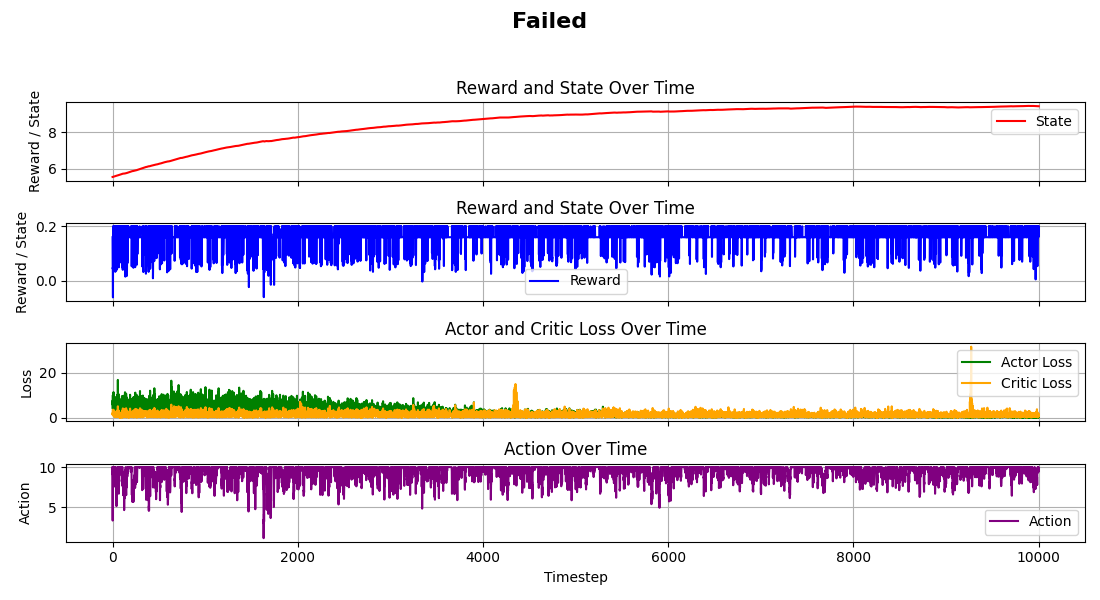 Failed
Reward and State Over Time
Reward / State
8
6
State
Reward and State Over Time
Reward / State
0.2
0.0
Reward
Actor and Critic Loss Over Time
Loss
20
0
Actor Loss
Critic Loss
Action Over Time
Action
10
5
Action
0 2000 4000 6000 8000 10000
Timestep